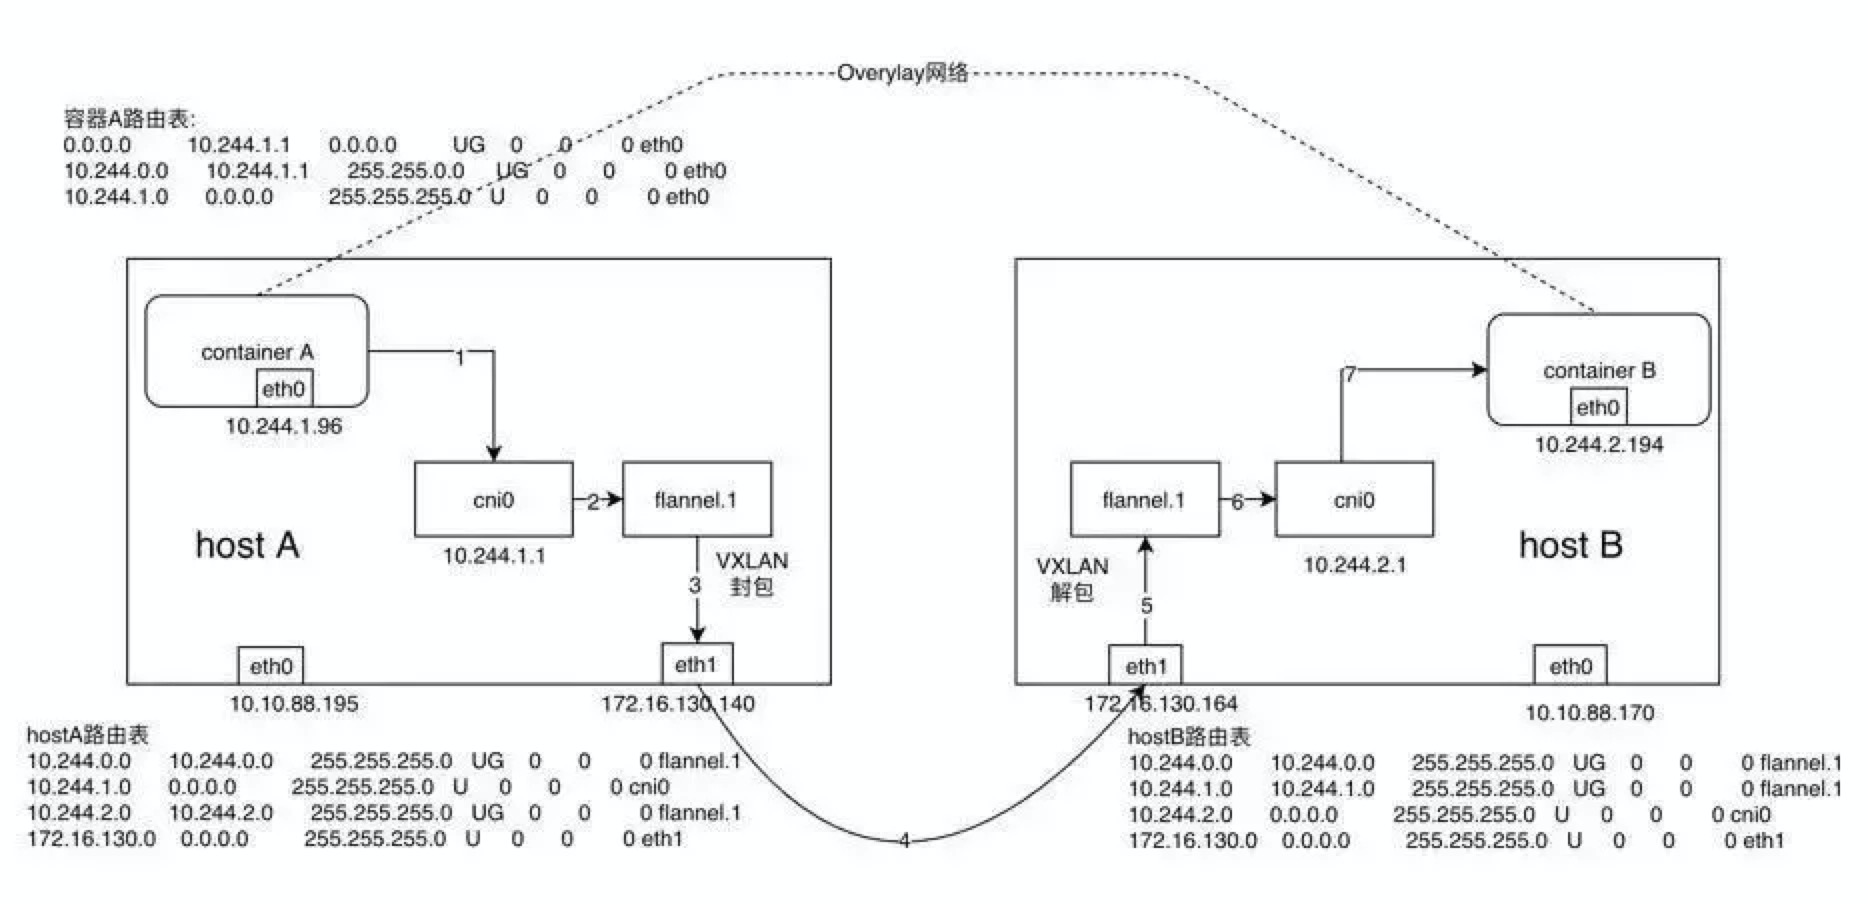 Overylay网络
容器A路由表:
0.0.0.0 10.244.1.1 0.0.0.0 UG 0 0 0 eth0
10.244.0.0 10.244.1.1 255.255.0.0 UG 0 0 0 eth0
10.244.1.0 0.0.0.0 255.255.255.0 U 0 0 0 eth0
container A
eth0
10.244.1.96
1
cni0
10.244.1.1
2
flannel.1
host A
3
VXLAN
封包
eth0
10.10.88.195
eth1
172.16.130.140
container B
eth0
10.244.2.194
7
flannel.1
6
cni0
10.244.2.1
host B
VXLAN
解包
5
eth1
172.16.130.164
eth0
10.10.88.170
hostA路由表
10.244.0.0 10.244.0.0 255.255.255.0 UG 0 0 0 flannel.1
10.244.1.0 0.0.0.0 255.255.255.0 U 0 0 0 cni0
10.244.2.0 10.244.2.0 255.255.255.0 UG 0 0 0 flannel.1
172.16.130.0 0.0.0.0 255.255.255.0 U 0 0 0 eth1
4
hostB路由表
10.244.0.0 10.244.0.0 255.255.255.0 UG 0 0 0 flannel.1
10.244.1.0 10.244.1.0 255.255.255.0 UG 0 0 0 flannel.1
10.244.2.0 0.0.0.0 255.255.255.0 U 0 0 0 cni0
172.16.130.0 0.0.0.0 255.255.255.0 U 0 0 0 eth1